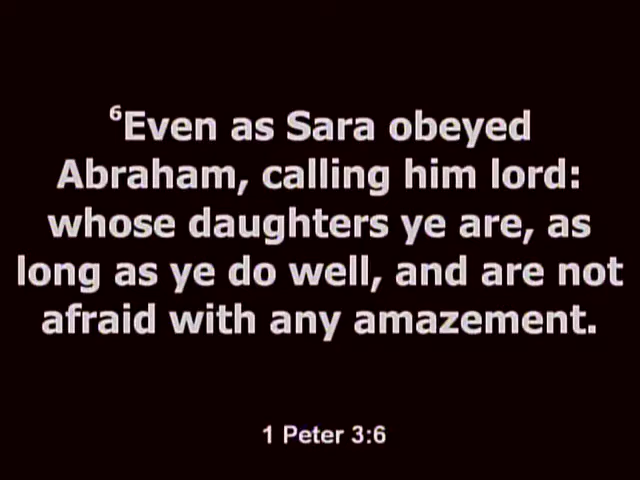 ⁶Even as Sara obeyed
Abraham, calling him lord:
whose daughters ye are, as
long as ye do well, and are not
afraid with any amazement.
1 Peter 3:6